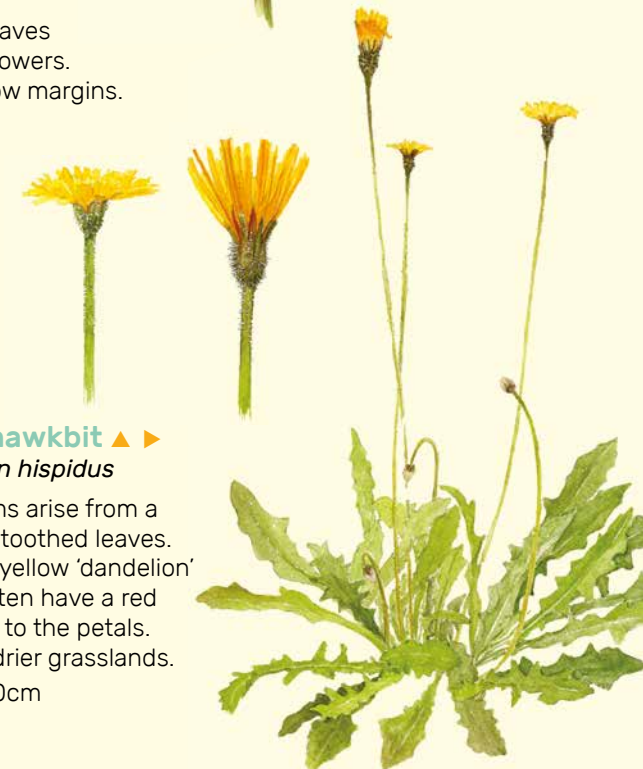 aves
owers.
ow margins.
hawkbit ▲ ▶
n hispidus
ns arise from a
toothed leaves.
yellow ‘dandelion’
ten have a red
to the petals.
drier grasslands.
0cm